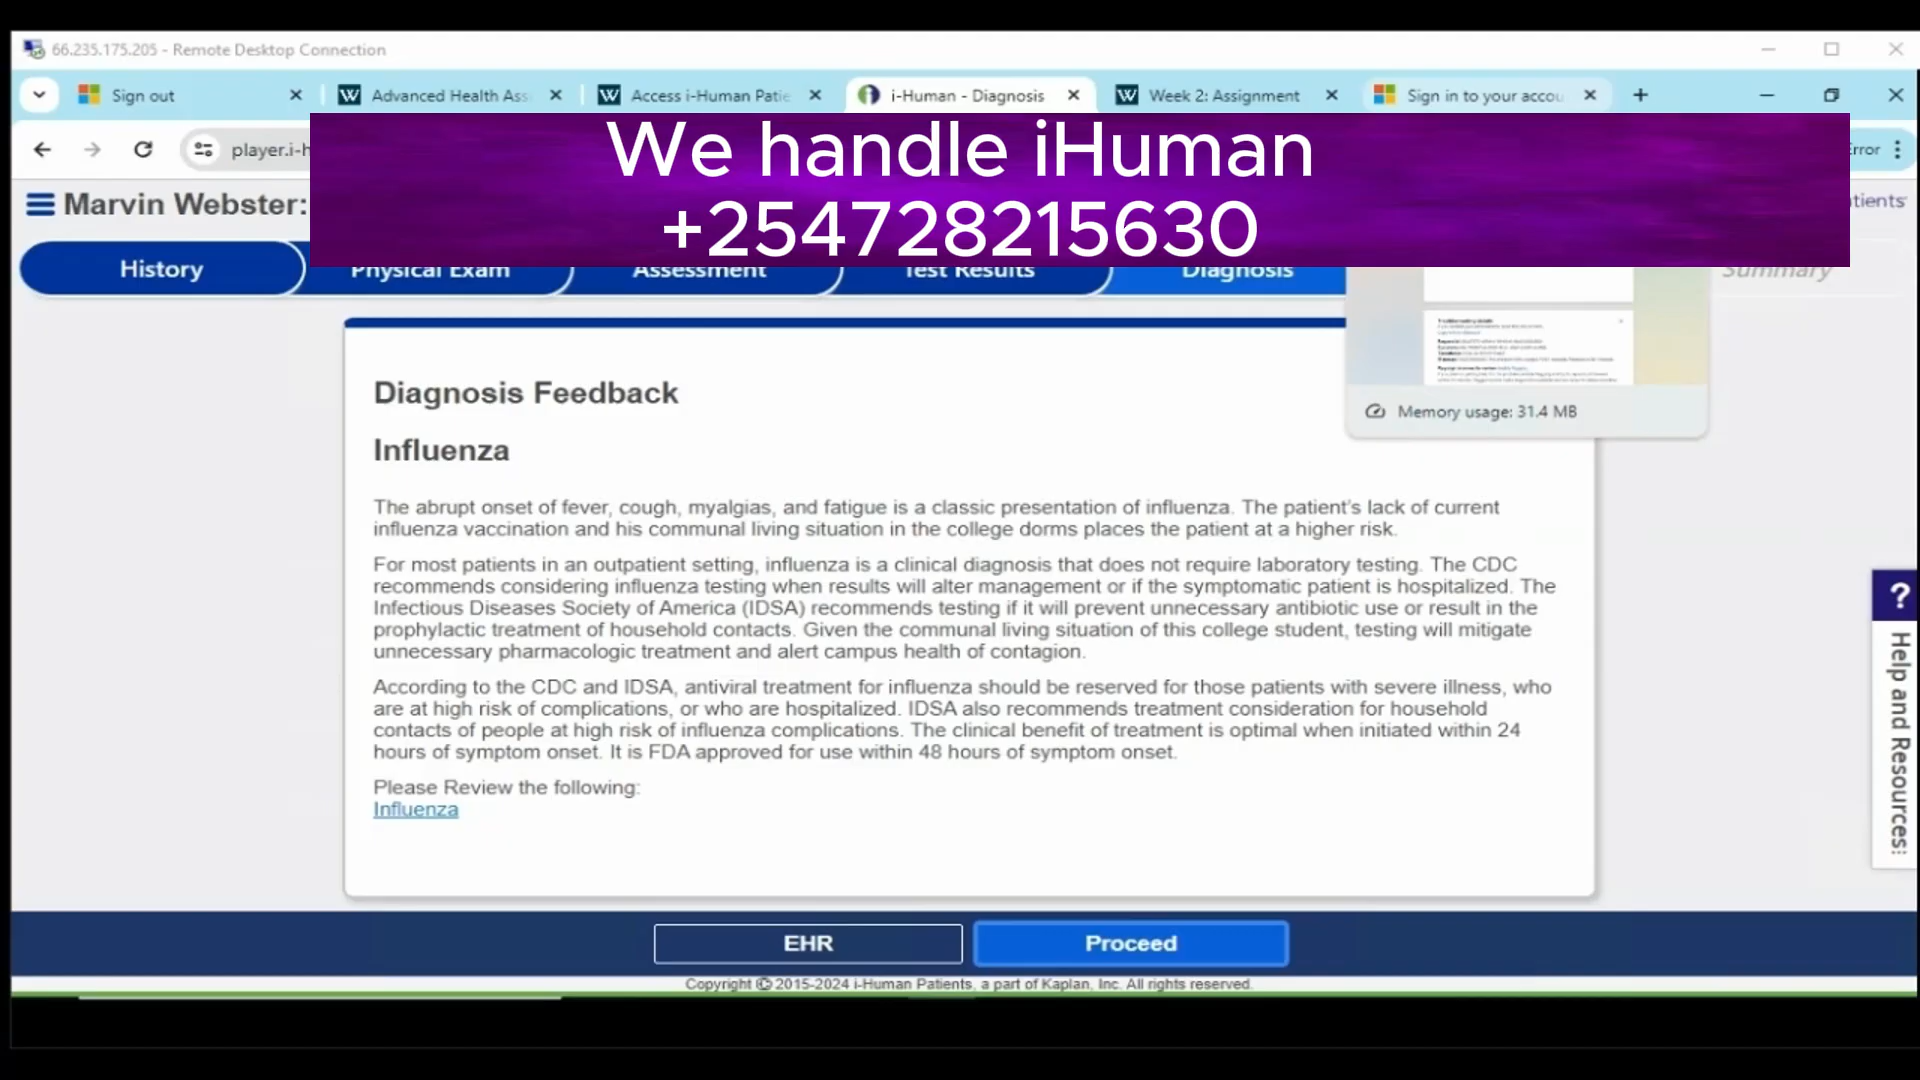 66.235.175.205 - Remote Desktop Connection
Sign out
Advanced Health Ass
Access i-Human Patie
i-Human - Diagnosis
Week 2: Assignment
Sign in to your accou
player.i-h
Error
We handle iHuman
+254728215630
Marvin Webster:
tients
History
Physical Exam
Assessment
Test Results
Diagnosis
Summary
Memory usage: 31.4 MB
Diagnosis Feedback
Influenza
The abrupt onset of fever, cough, myalgias, and fatigue is a classic presentation of influenza. The patient's lack of current
influenza vaccination and his communal living situation in the college dorms places the patient at a higher risk.
For most patients in an outpatient setting, influenza is a clinical diagnosis that does not require laboratory testing. The CDC
recommends considering influenza testing when results will alter management or if the symptomatic patient is hospitalized. The
Infectious Diseases Society of America (IDSA) recommends testing if it will prevent unnecessary antibiotic use or result in the
prophylactic treatment of household contacts. Given the communal living situation of this college student, testing will mitigate
unnecessary pharmacologic treatment and alert campus health of contagion.
According to the CDC and IDSA, antiviral treatment for influenza should be reserved for those patients with severe illness, who
are at high risk of complications, or who are hospitalized. IDSA also recommends treatment consideration for household
contacts of people at high risk of influenza complications. The clinical benefit of treatment is optimal when initiated within 24
hours of symptom onset. It is FDA approved for use within 48 hours of symptom onset.
Please Review the following:
Influenza
? Help and Resources:
EHR
Proceed
Copyright © 2015-2024 i-Human Patients, a part of Kaplan, Inc. All rights reserved.